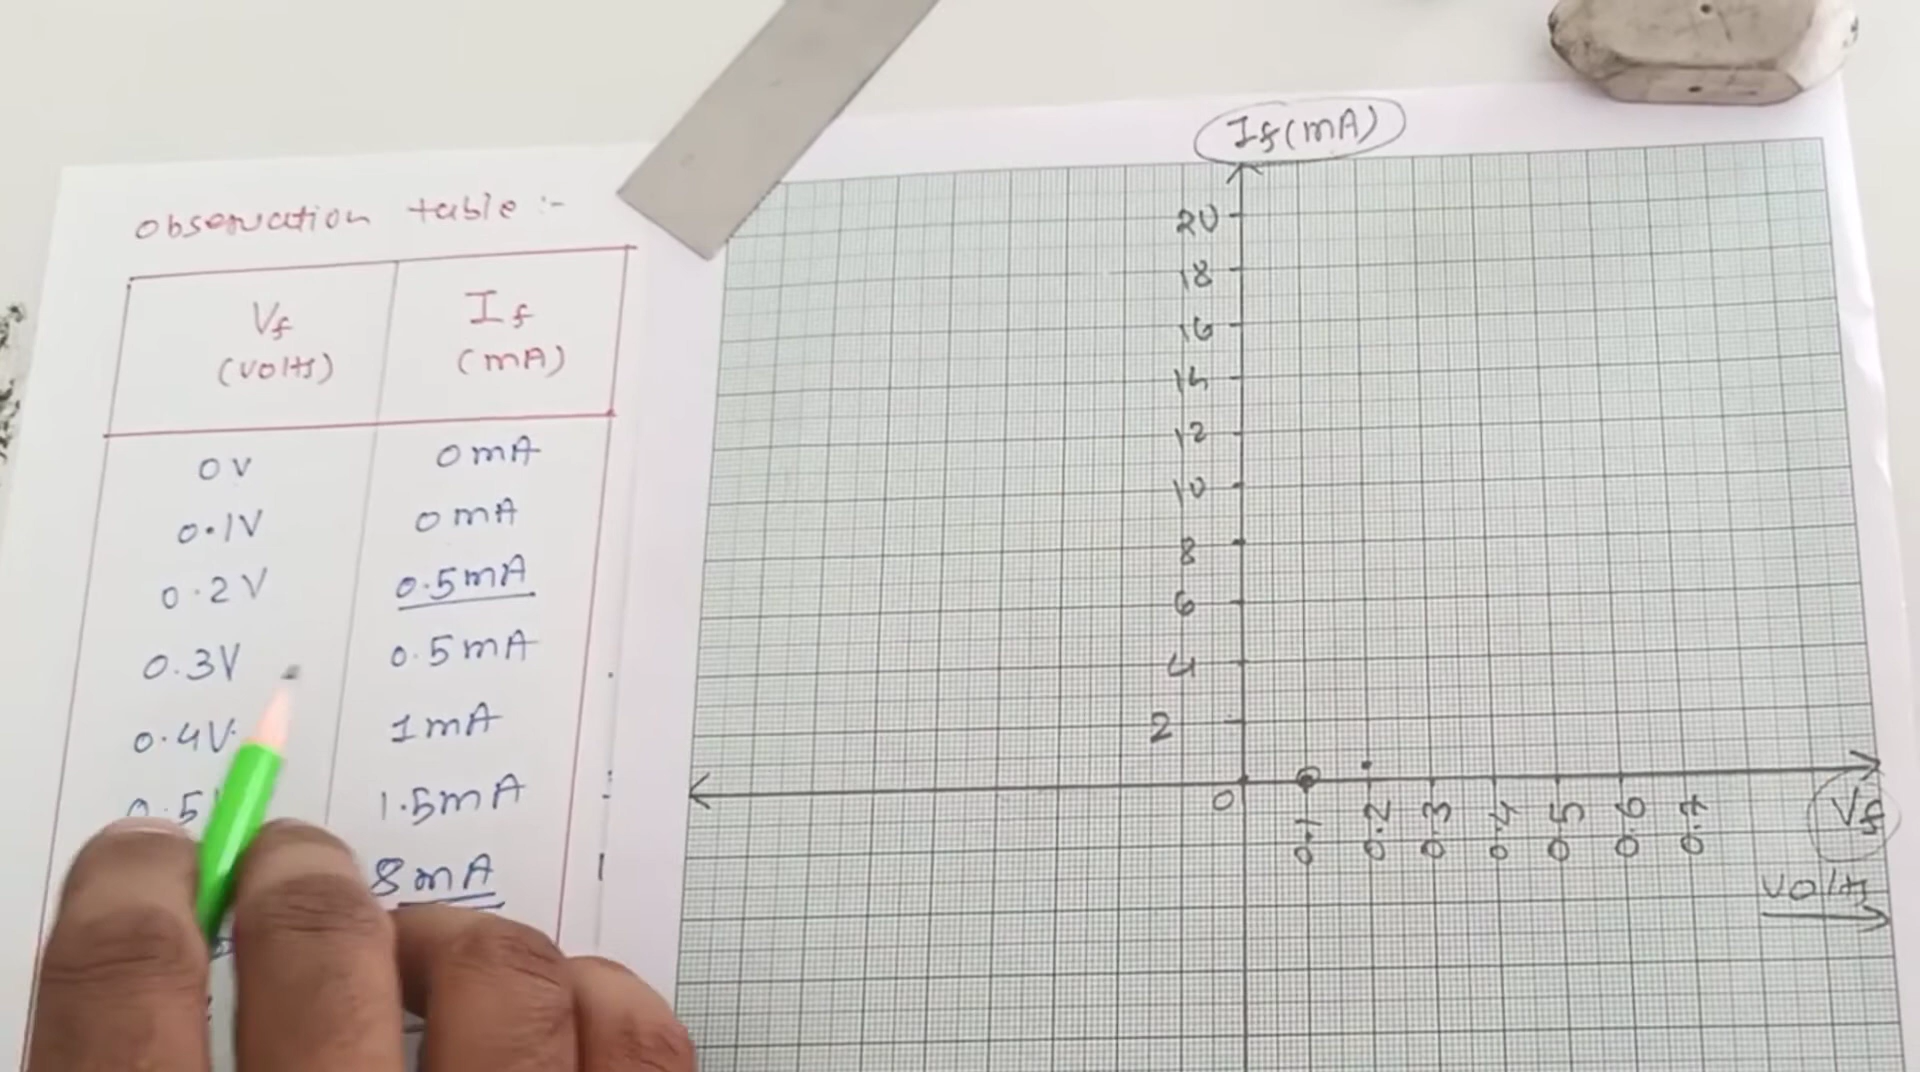 Observation table :-
Vf
(volts)
If
(mA)
0V 0mA
0.1V 0mA
0.2V 0.5mA
0.3V 0.5mA
0.4V 1mA
0.5 1.5mA
8mA
If(mA)
20
18
16
14
12
10
8
6
4
2
0
0.1
0.2
0.3
0.4
0.5
0.6
0.7
Vf
volts